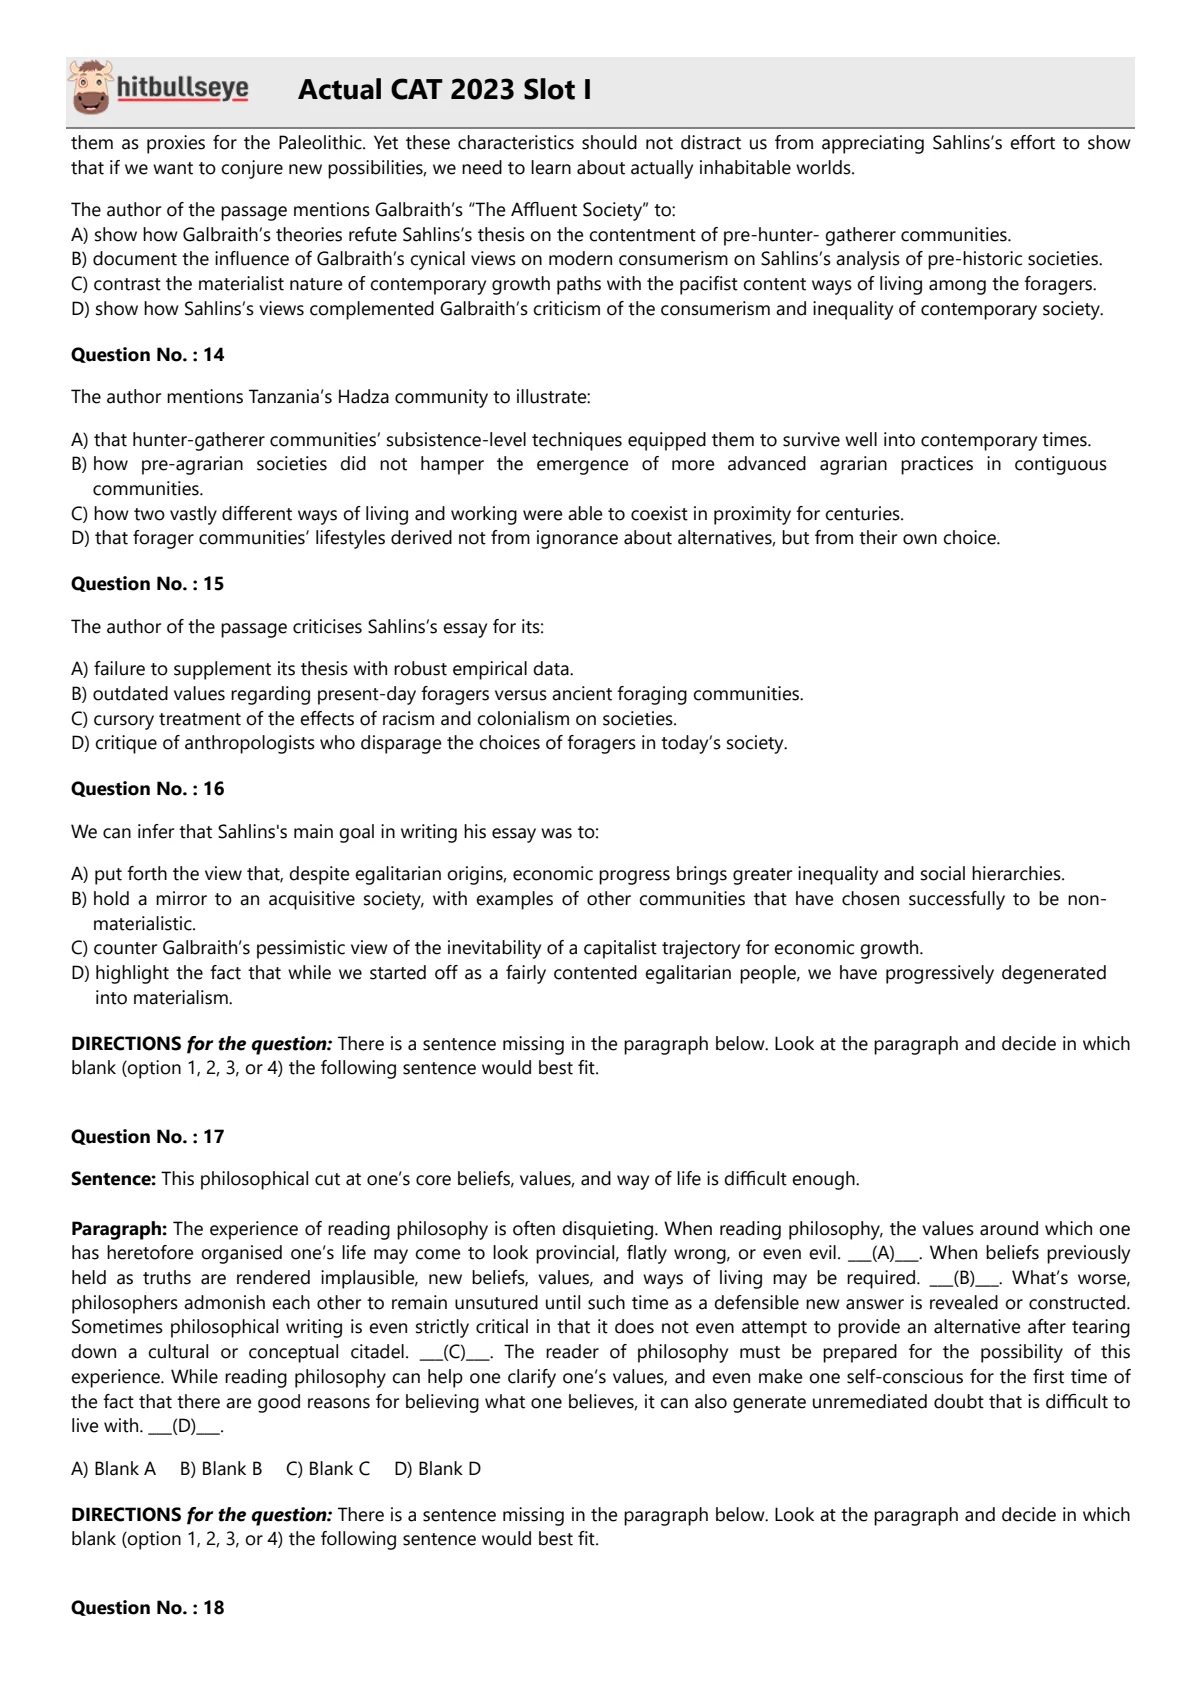 hitbullseye Actual CAT 2023 Slot I
them as proxies for the Paleolithic. Yet these characteristics should not distract us from appreciating Sahlins’s effort to show
that if we want to conjure new possibilities, we need to learn about actually inhabitable worlds.
The author of the passage mentions Galbraith’s “The Affluent Society” to:
A) show how Galbraith’s theories refute Sahlins’s thesis on the contentment of pre-hunter- gatherer communities.
B) document the influence of Galbraith’s cynical views on modern consumerism on Sahlins’s analysis of pre-historic societies.
C) contrast the materialist nature of contemporary growth paths with the pacifist content ways of living among the foragers.
D) show how Sahlins’s views complemented Galbraith’s criticism of the consumerism and inequality of contemporary society.
Question No. : 14
The author mentions Tanzania’s Hadza community to illustrate:
A) that hunter-gatherer communities’ subsistence-level techniques equipped them to survive well into contemporary times.
B) how pre-agrarian societies did not hamper the emergence of more advanced agrarian practices in contiguous
communities.
C) how two vastly different ways of living and working were able to coexist in proximity for centuries.
D) that forager communities’ lifestyles derived not from ignorance about alternatives, but from their own choice.
Question No. : 15
The author of the passage criticises Sahlins’s essay for its:
A) failure to supplement its thesis with robust empirical data.
B) outdated values regarding present-day foragers versus ancient foraging communities.
C) cursory treatment of the effects of racism and colonialism on societies.
D) critique of anthropologists who disparage the choices of foragers in today’s society.
Question No. : 16
We can infer that Sahlins's main goal in writing his essay was to:
A) put forth the view that, despite egalitarian origins, economic progress brings greater inequality and social hierarchies.
B) hold a mirror to an acquisitive society, with examples of other communities that have chosen successfully to be non-
materialistic.
C) counter Galbraith’s pessimistic view of the inevitability of a capitalist trajectory for economic growth.
D) highlight the fact that while we started off as a fairly contented egalitarian people, we have progressively degenerated
into materialism.
DIRECTIONS for the question: There is a sentence missing in the paragraph below. Look at the paragraph and decide in which
blank (option 1, 2, 3, or 4) the following sentence would best fit.
Question No. : 17
Sentence: This philosophical cut at one’s core beliefs, values, and way of life is difficult enough.
Paragraph: The experience of reading philosophy is often disquieting. When reading philosophy, the values around which one
has heretofore organised one’s life may come to look provincial, flatly wrong, or even evil. ___(A)___. When beliefs previously
held as truths are rendered implausible, new beliefs, values, and ways of living may be required. ___(B)___. What’s worse,
philosophers admonish each other to remain unsutured until such time as a defensible new answer is revealed or constructed.
Sometimes philosophical writing is even strictly critical in that it does not even attempt to provide an alternative after tearing
down a cultural or conceptual citadel. ___(C)___. The reader of philosophy must be prepared for the possibility of this
experience. While reading philosophy can help one clarify one’s values, and even make one self-conscious for the first time of
the fact that there are good reasons for believing what one believes, it can also generate unremediated doubt that is difficult to
live with. ___(D)___.
A) Blank A B) Blank B C) Blank C D) Blank D
DIRECTIONS for the question: There is a sentence missing in the paragraph below. Look at the paragraph and decide in which
blank (option 1, 2, 3, or 4) the following sentence would best fit.
Question No. : 18